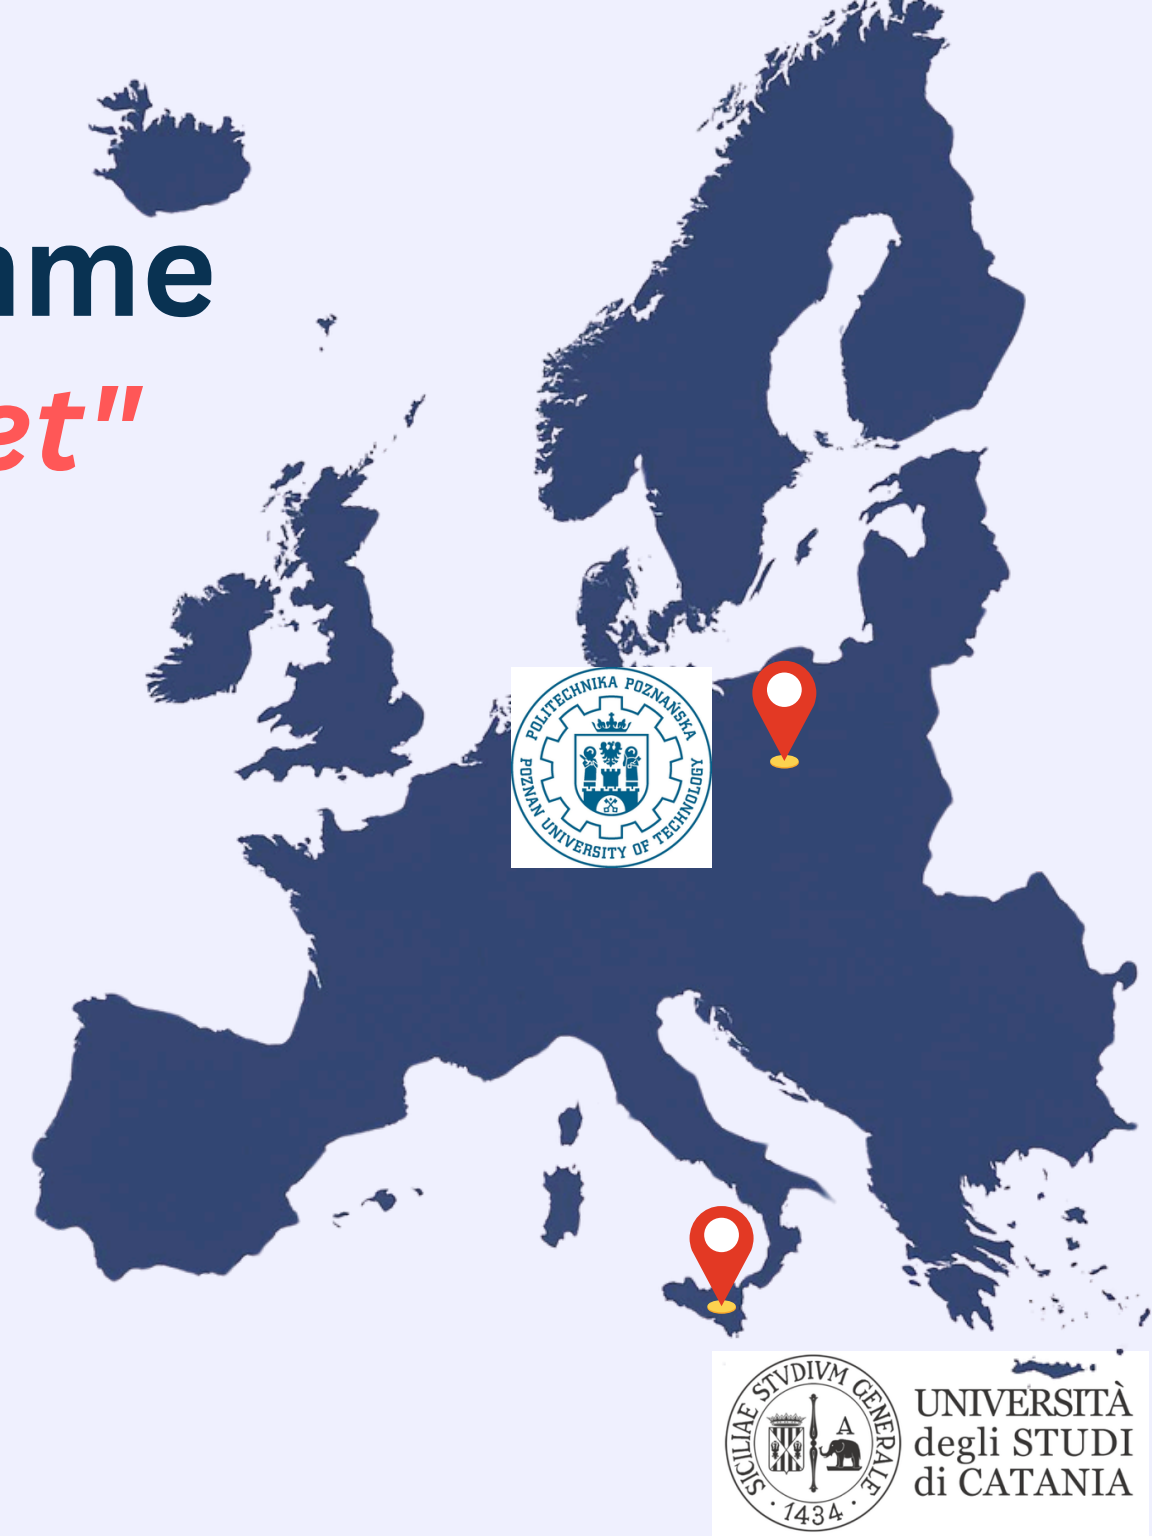 mme
et"
POLITECHNIKA POZNAŃSKA
POZNAN UNIVERSITY OF TECHNOLOGY
SICILIAE STVDIVM GENERALE
· 1434 ·
A
UNIVERSITÀ
degli STUDI
di CATANIA